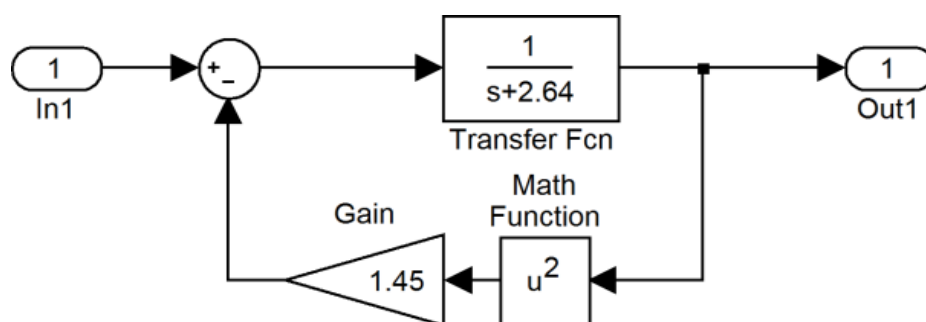 1
In1
+
−
1
s+2.64
Transfer Fcn
1
Out1
Gain
1.45
Math
Function
u²